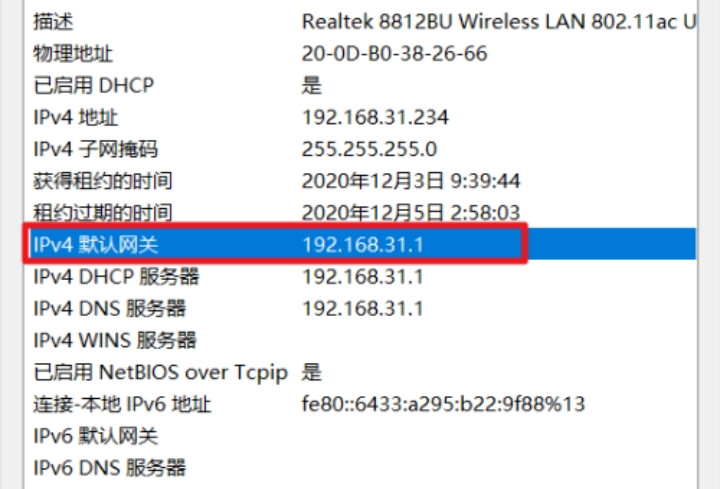 描述 Realtek 8812BU Wireless LAN 802.11ac U
物理地址 20-0D-B0-38-26-66
已启用 DHCP 是
IPv4 地址 192.168.31.234
IPv4 子网掩码 255.255.255.0
获得租约的时间 2020年12月3日 9:39:44
租约过期的时间 2020年12月5日 2:58:03
IPv4 默认网关 192.168.31.1
IPv4 DHCP 服务器 192.168.31.1
IPv4 DNS 服务器 192.168.31.1
IPv4 WINS 服务器
已启用 NetBIOS over Tcpip 是
连接-本地 IPv6 地址 fe80::6433:a295:b22:9f88%13
IPv6 默认网关
IPv6 DNS 服务器